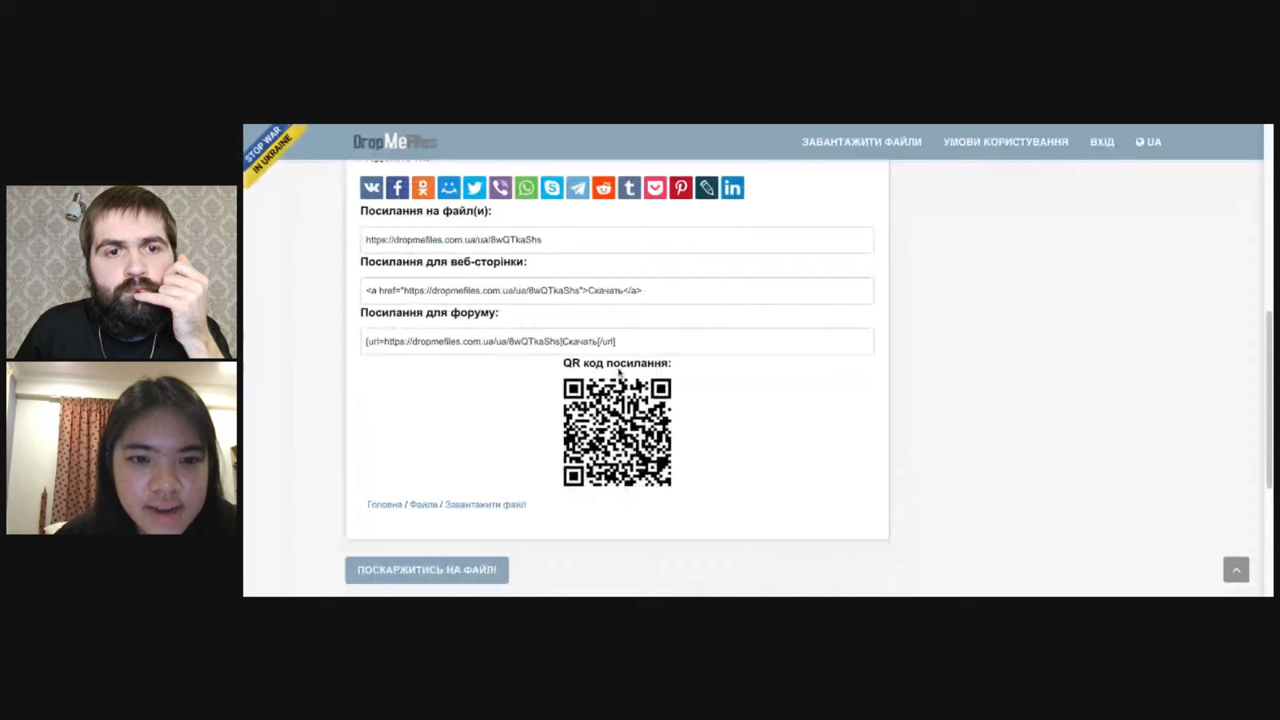 STOP WAR
IN UKRAINE
DropMeFiles
ЗАВАНТАЖИТИ ФАЙЛИ
УМОВИ КОРИСТУВАННЯ
ВХІД
UA
Посилання на файл(и):
https://dropmefiles.com.ua/ua/8wQTkaShs
Посилання для веб-сторінки:
<a href="https://dropmefiles.com.ua/ua/8wQTkaShs">Скачать</a>
Посилання для форуму:
[url=https://dropmefiles.com.ua/ua/8wQTkaShs]Скачать[/url]
QR код посилання:
Головна / Файли / Завантажити файл
ПОСКАРЖИТИСЬ НА ФАЙЛ!